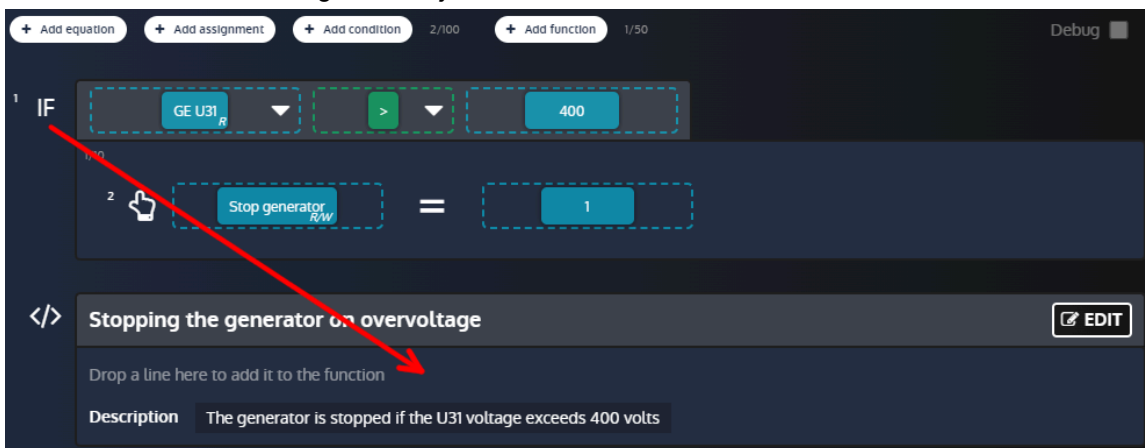 + Add equation + Add assignment + Add condition 2/100 + Add function 1/50 Debug
1 IF GE U31 R > 400
1/10
2 Stop generator R/W = 1
</> Stopping the generator on overvoltage EDIT
Drop a line here to add it to the function
Description The generator is stopped if the U31 voltage exceeds 400 volts